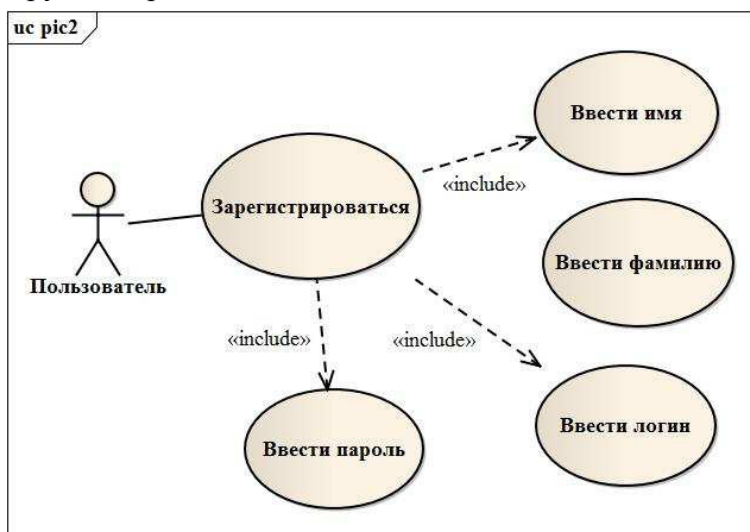 uc pic2
Ввести имя
«include»
Зарегистрироваться
Ввести фамилию
Пользователь
«include»
«include»
Ввести логин
Ввести пароль